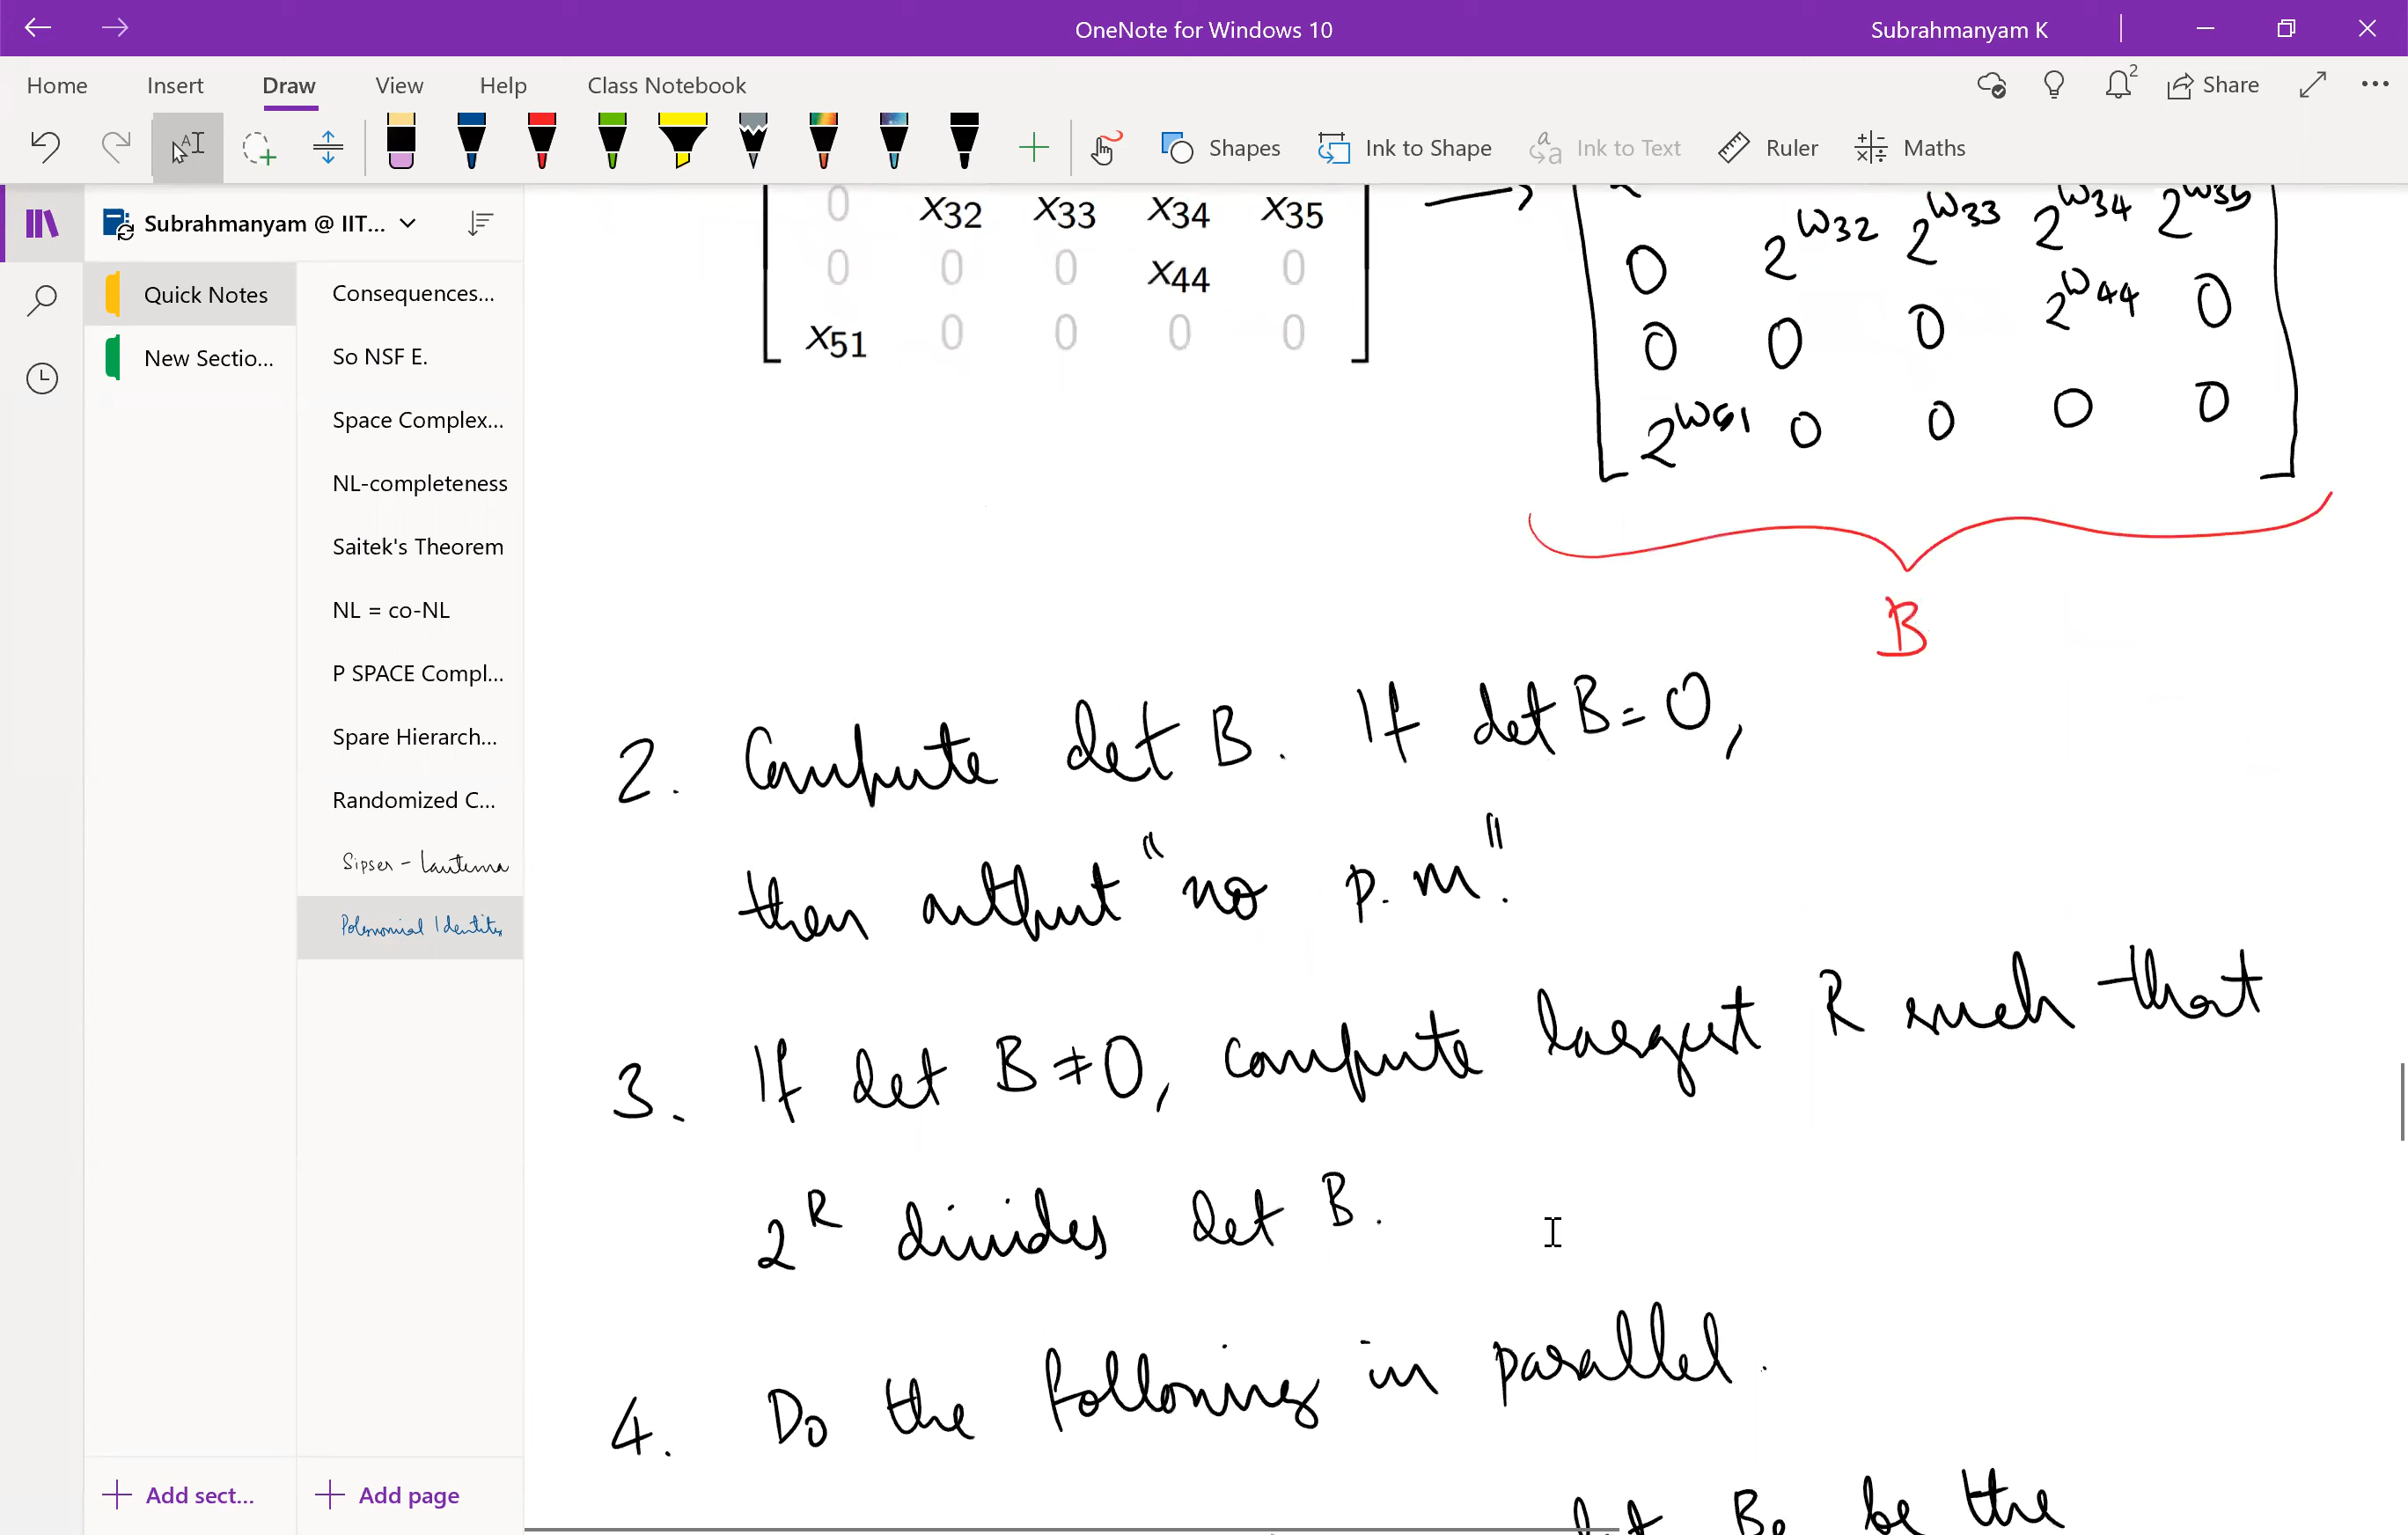 OneNote for Windows 10
Subrahmanyam K
Home Insert Draw View Help Class Notebook
2 Share
Shapes Ink to Shape Ink to Text Ruler Maths
Subrahmanyam @ IIT...
Quick Notes
New Sectio...
Consequences...
So NSF E.
Space Complex...
NL-completeness
Saitek's Theorem
NL = co-NL
P SPACE Compl...
Spare Hierarch...
Randomized C...
Sipser - Lautema
Polynomial Identity
Add sect...
Add page
0 x32 x33 x34 x35
0 0 0 x44 0
x51 0 0 0 0
0 2^w32 2^w33 2^w34 2^w35
0 0 0 2^w44 0
2^w51 0 0 0 0
B
2. Compute det B. If det B = 0,
then output "no p.m".
3. If det B ≠ 0, compute largest R such that
2^R divides det B.
4. Do the following in parallel.
be the